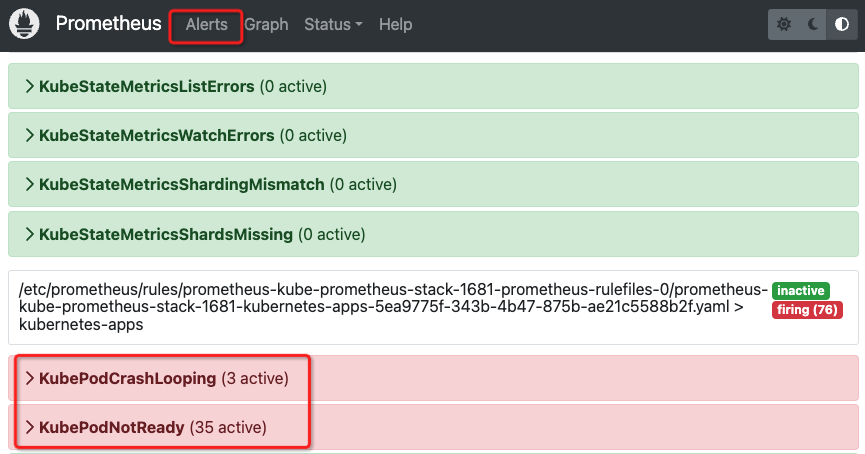 Prometheus Alerts Graph Status Help
KubeStateMetricsListErrors (0 active)
KubeStateMetricsWatchErrors (0 active)
KubeStateMetricsShardingMismatch (0 active)
KubeStateMetricsShardsMissing (0 active)
/etc/prometheus/rules/prometheus-kube-prometheus-stack-1681-prometheus-rulefiles-0/prometheus-
kube-prometheus-stack-1681-kubernetes-apps-5ea9775f-343b-4b47-875b-ae21c5588b2f.yaml >
kubernetes-apps
inactive
firing (76)
KubePodCrashLooping (3 active)
KubePodNotReady (35 active)